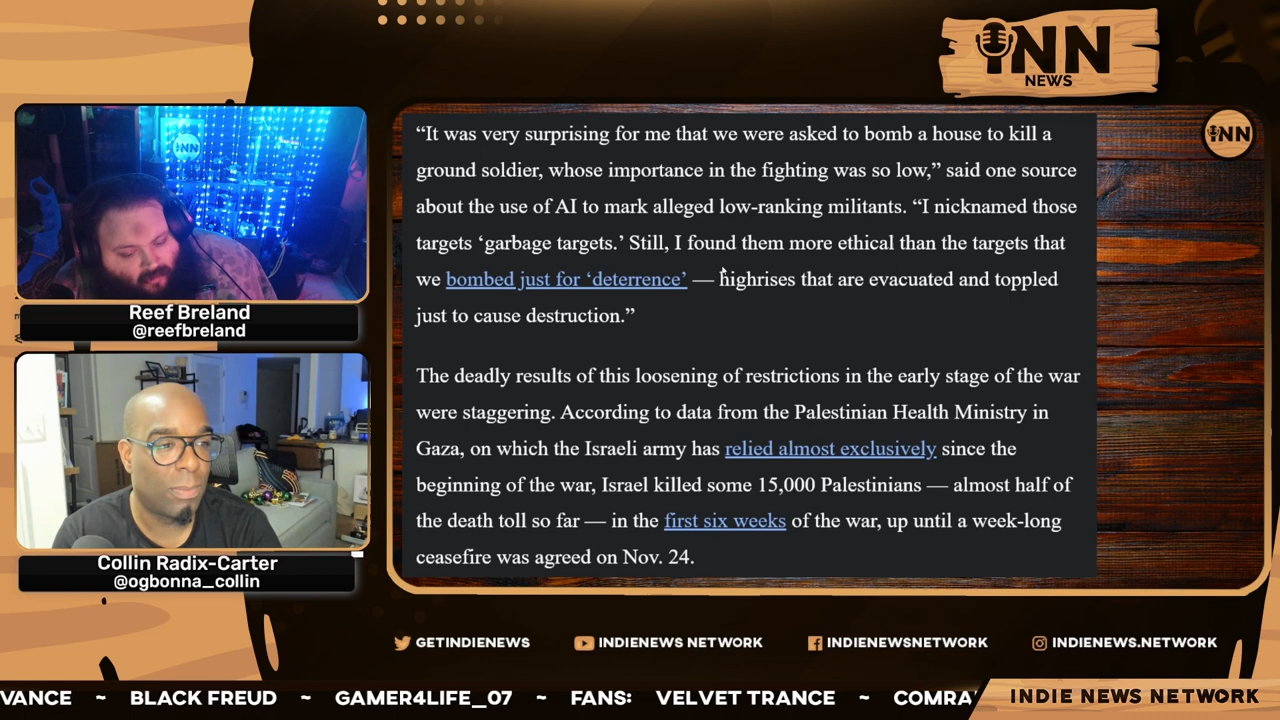 iNN
NEWS
iNN
iNN
Reef Breland
@reefbreland
Collin Radix-Carter
@ogbonna_collin
“It was very surprising for me that we were asked to bomb a house to kill a
ground soldier, whose importance in the fighting was so low,” said one source
about the use of AI to mark alleged low-ranking militants. “I nicknamed those
targets ‘garbage targets.’ Still, I found them more ethical than the targets that
we bombed just for ‘deterrence’ — highrises that are evacuated and toppled
just to cause destruction.”
The deadly results of this loosening of restrictions in the early stage of the war
were staggering. According to data from the Palestinian Health Ministry in
Gaza, on which the Israeli army has relied almost exclusively since the
beginning of the war, Israel killed some 15,000 Palestinians — almost half of
the death toll so far — in the first six weeks of the war, up until a week-long
ceasefire was agreed on Nov. 24.
GETINDIENEWS INDIENEWS NETWORK INDIENEWSNETWORK INDIENEWS.NETWORK
VANCE ~ BLACK FREUD ~ GAMER4LIFE_07 ~ FANS: VELVET TRANCE ~ COMRA
INDIE NEWS NETWORK